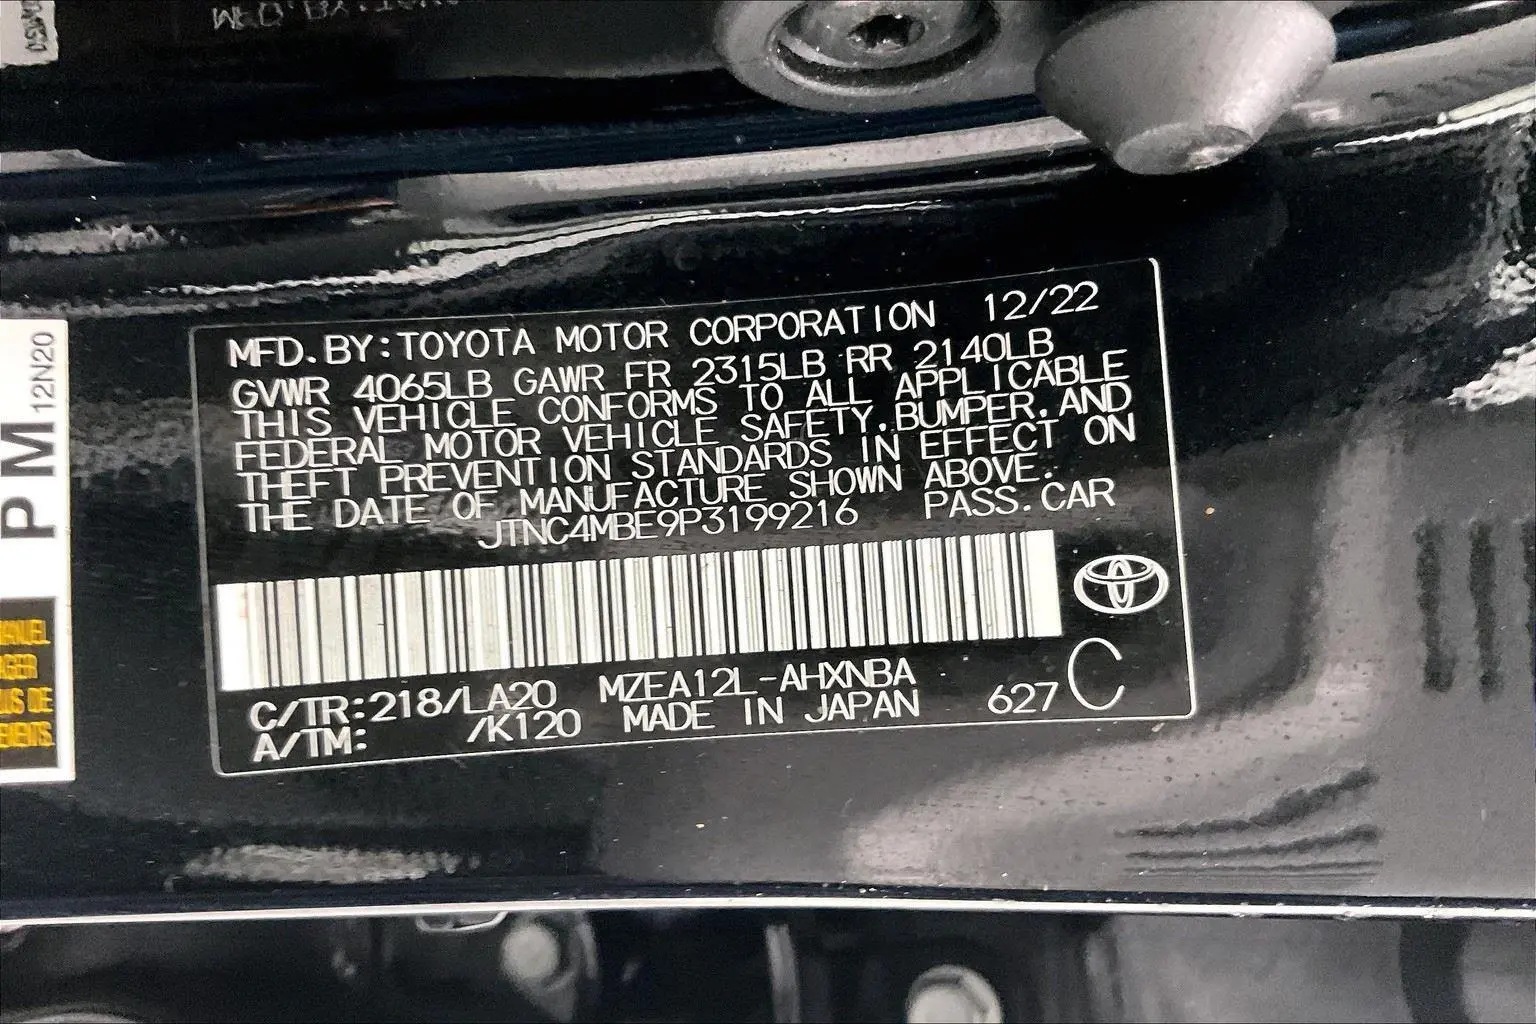 MFD.BY:TOYOTA MOTOR CORPORATION 12/22
GVWR 4065LB GAWR FR 2315LB RR 2140LB
THIS VEHICLE CONFORMS TO ALL APPLICABLE
FEDERAL MOTOR VEHICLE SAFETY,BUMPER,AND
THEFT PREVENTION STANDARDS IN EFFECT ON
THE DATE OF MANUFACTURE SHOWN ABOVE.
JTNC4MBE9P3199216 PASS.CAR
C/TR:218/LA20 MZEA12L-AHXNBA
A/TM: /K120 MADE IN JAPAN 627 C
PM 12N20